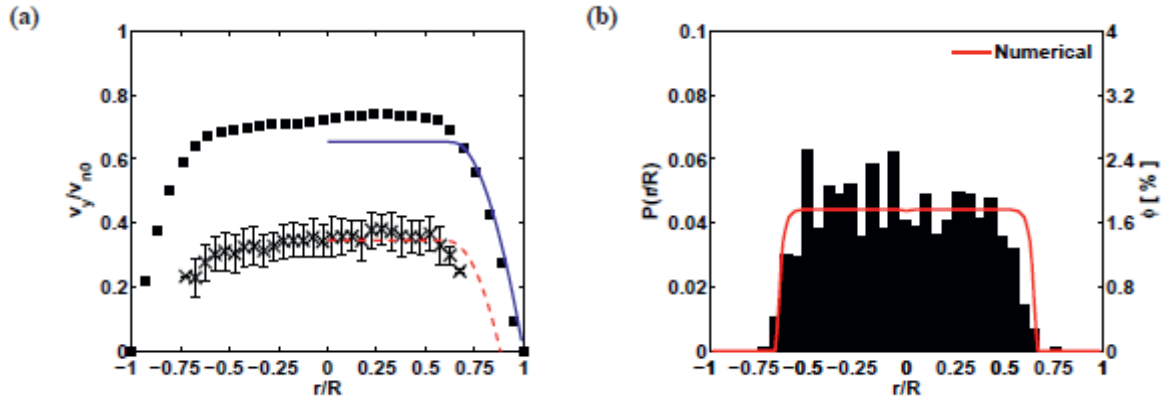 (a)
1
0.8
0.6
0.4
0.2
0
v_y/v_n0
−1 −0.75 −0.5 −0.25 0 0.25 0.5 0.75 1
r/R
(b)
0.1
0.08
0.06
0.04
0.02
0
P(r/R)
Numerical
4
3.2
2.4
1.6
0.8
0
ϕ [ % ]
−1 −0.75 −0.5 −0.25 0 0.25 0.5 0.75 1
r/R